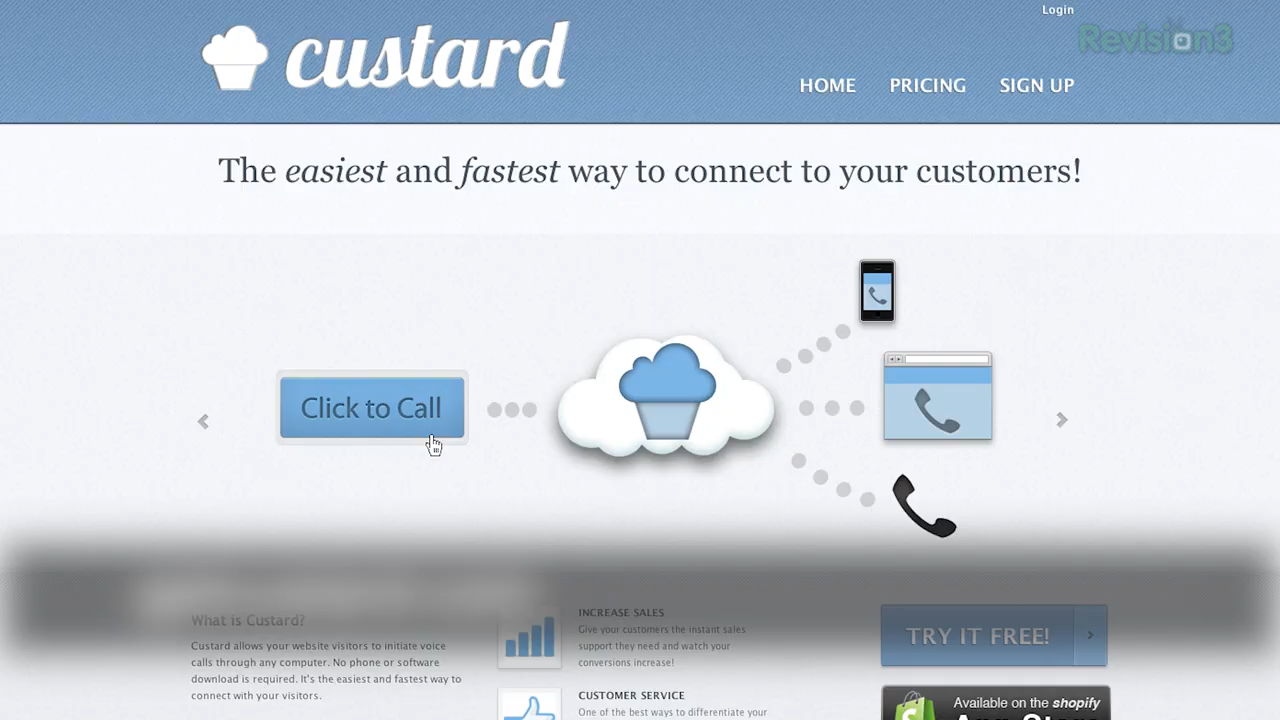 Login
Revision3
custard
HOME PRICING SIGN UP
The easiest and fastest way to connect to your customers!
Click to Call
What is Custard?
Custard allows your website visitors to initiate voice
calls through any computer. No phone or software
download is required. It's the easiest and fastest way to
connect with your visitors.
INCREASE SALES
Give your customers the instant sales
support they need and watch your
conversions increase!
CUSTOMER SERVICE
One of the best ways to differentiate your
TRY IT FREE!
Available on the shopify